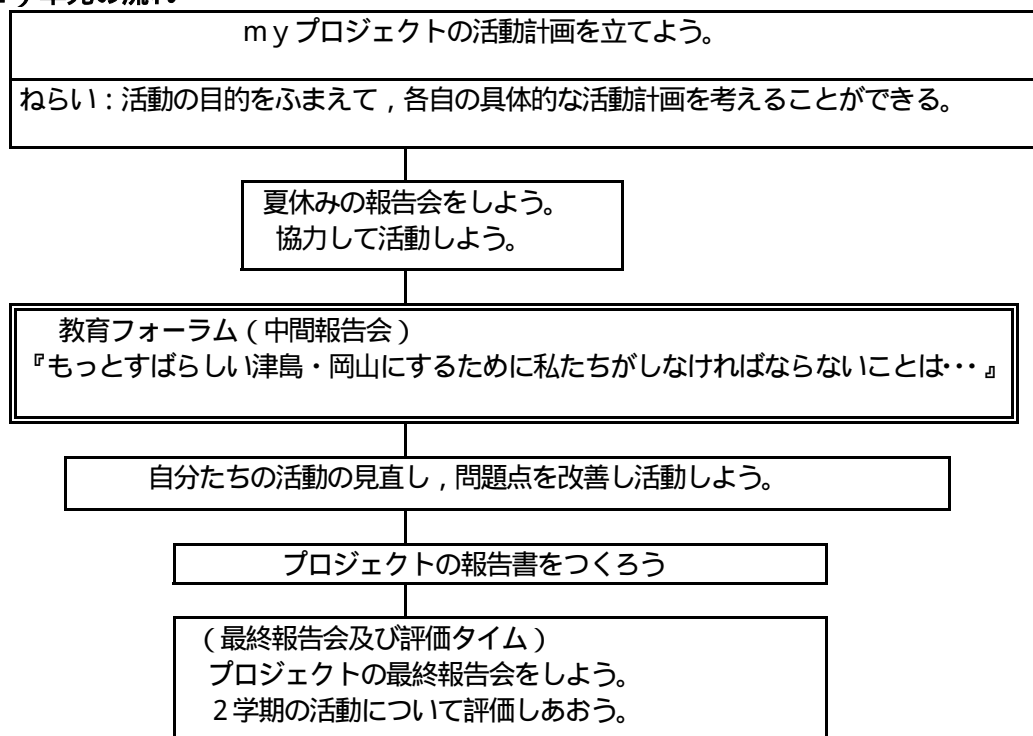 ｍｙプロジェクトの活動計画を立てよう。
ねらい：活動の目的をふまえて，各自の具体的な活動計画を考えることができる。
夏休みの報告会をしよう。
協力して活動しよう。
教育フォーラム（中間報告会）
『もっとすばらしい津島・岡山にするために私たちがしなければならないことは・・・』
自分たちの活動の見直し，問題点を改善し活動しよう。
プロジェクトの報告書をつくろう
（最終報告会及び評価タイム）
プロジェクトの最終報告会をしよう。
２学期の活動について評価しあおう。